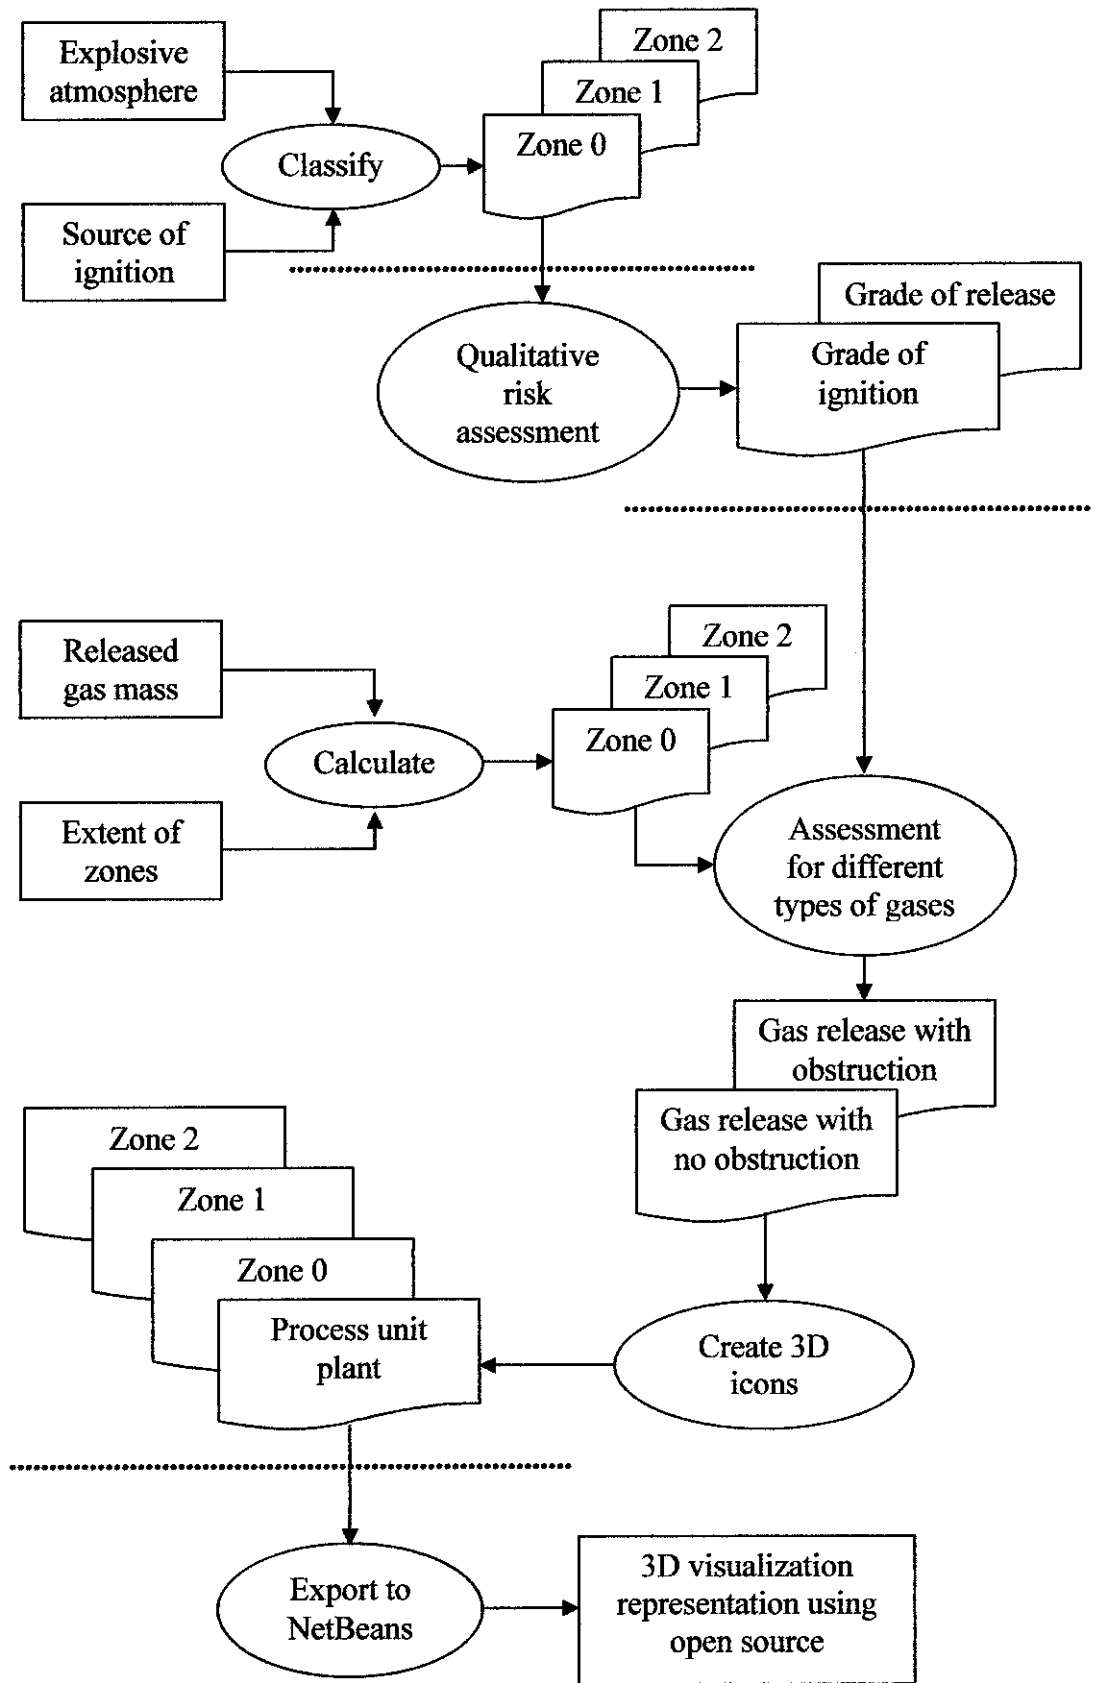 Explosive
atmosphere
Zone 2
Zone 1
Zone 0
Classify
Source of
ignition
Grade of release
Grade of
ignition
Qualitative
risk
assessment
Released
gas mass
Zone 2
Zone 1
Zone 0
Calculate
Extent of
zones
Assessment
for different
types of gases
Gas release with
obstruction
Gas release with
no obstruction
Zone 2
Zone 1
Zone 0
Process unit
plant
Create 3D
icons
Export to
NetBeans
3D visualization
representation using
open source